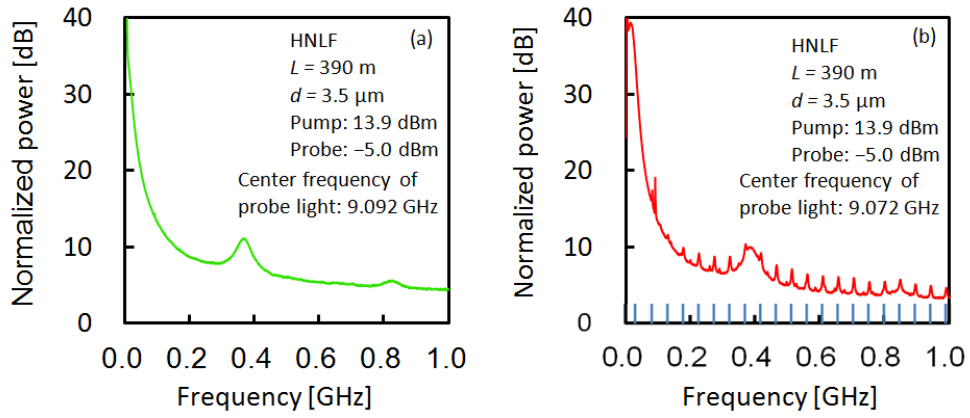 (a)
HNLF
L = 390 m
d = 3.5 μm
Pump: 13.9 dBm
Probe: −5.0 dBm
Center frequency of
probe light: 9.092 GHz
Normalized power [dB]
40
30
20
10
0
0.0 0.2 0.4 0.6 0.8 1.0
Frequency [GHz]
(b)
HNLF
L = 390 m
d = 3.5 μm
Pump: 13.9 dBm
Probe: −5.0 dBm
Center frequency of
probe light: 9.072 GHz
Normalized power [dB]
40
30
20
10
0
0.0 0.2 0.4 0.6 0.8 1.0
Frequency [GHz]